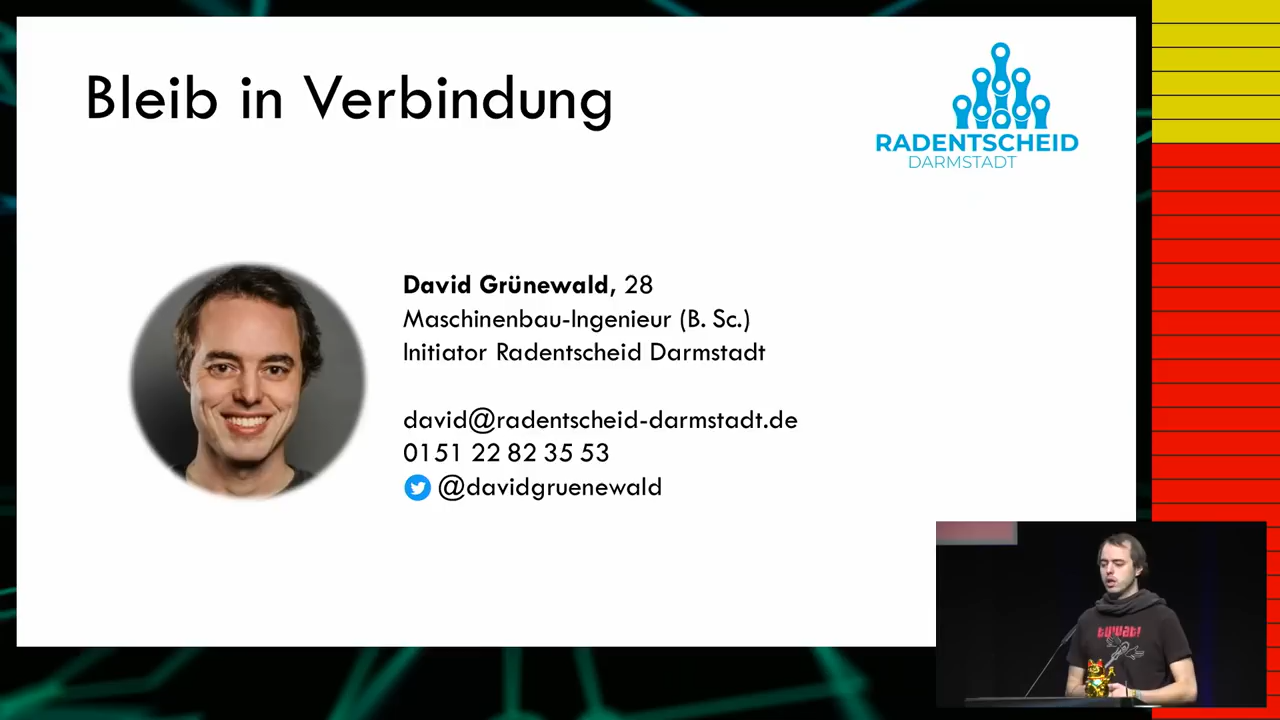 Bleib in Verbindung
RADENTSCHEID
DARMSTADT
David Grünewald, 28
Maschinenbau-Ingenieur (B. Sc.)
Initiator Radentscheid Darmstadt
david@radentscheid-darmstadt.de
0151 22 82 35 53
@davidgruenewald
tuwat!